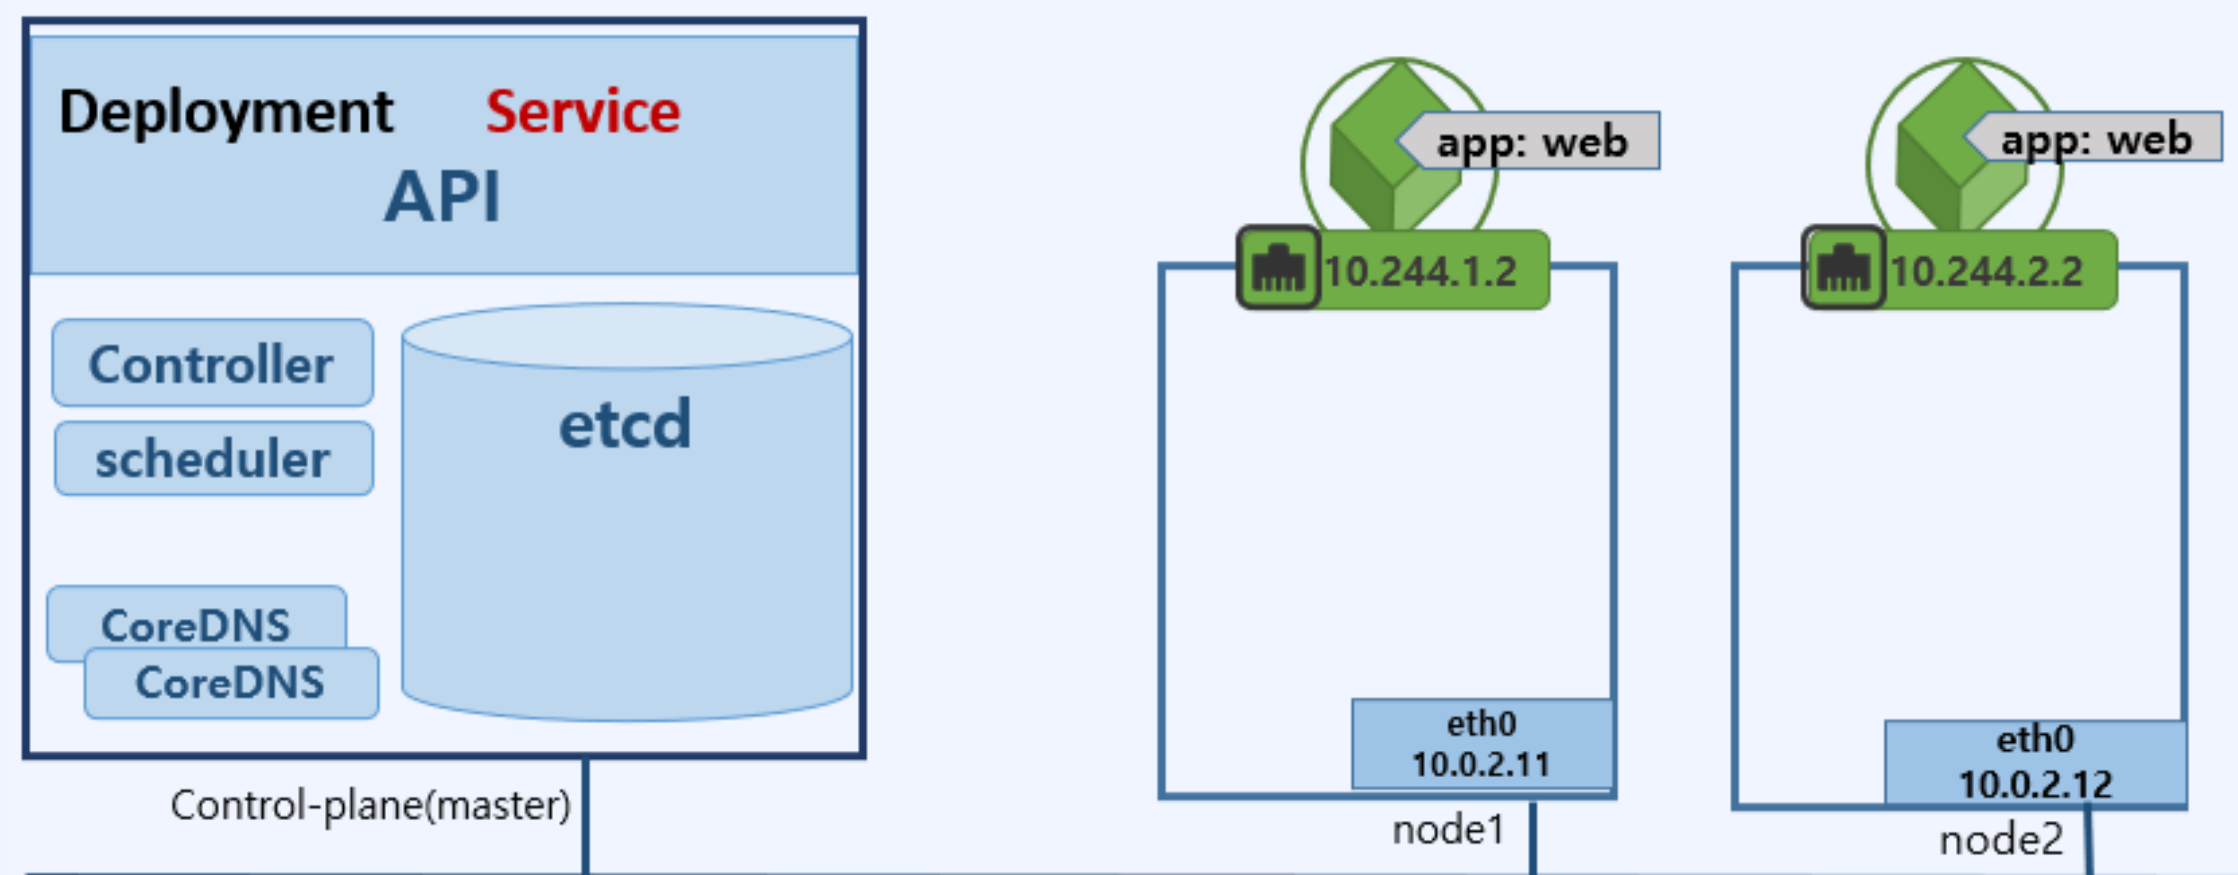 Deployment Service
API
Controller
scheduler
etcd
CoreDNS
CoreDNS
Control-plane(master)
app: web
10.244.1.2
eth0
10.0.2.11
node1
app: web
10.244.2.2
eth0
10.0.2.12
node2